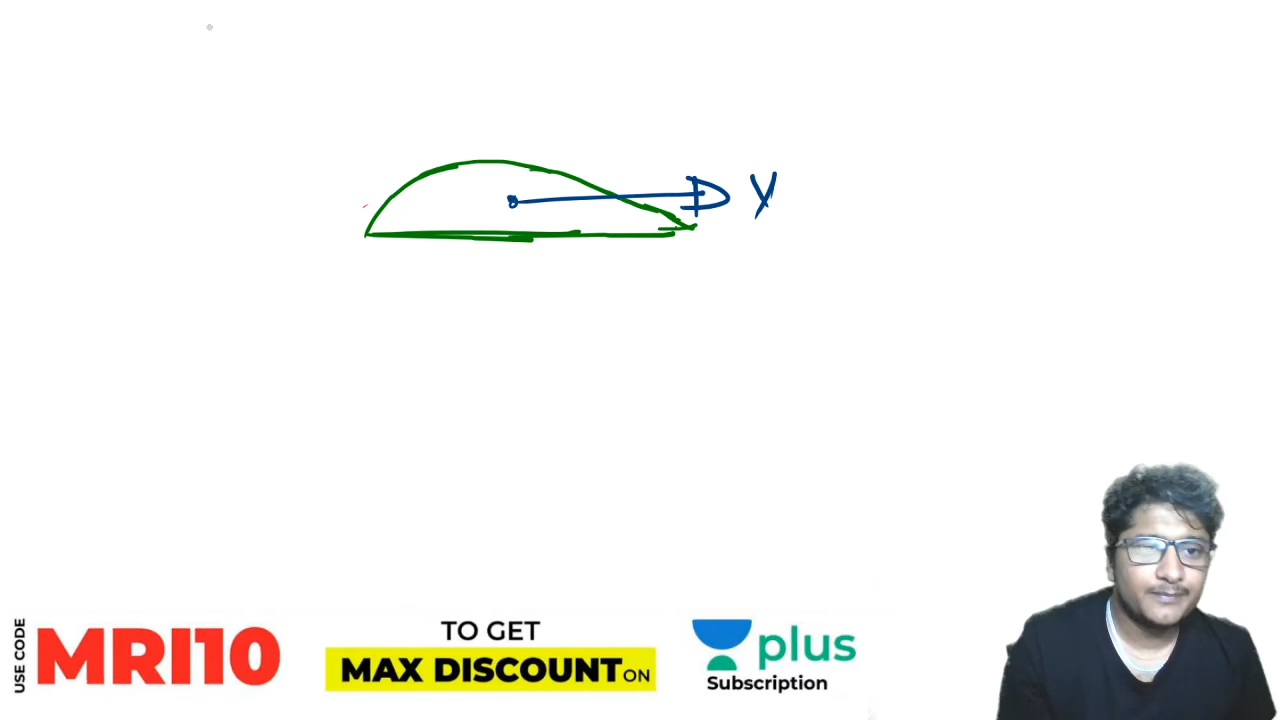 Y
USE CODE
MRI10
TO GET
MAX DISCOUNT ON
plus
Subscription